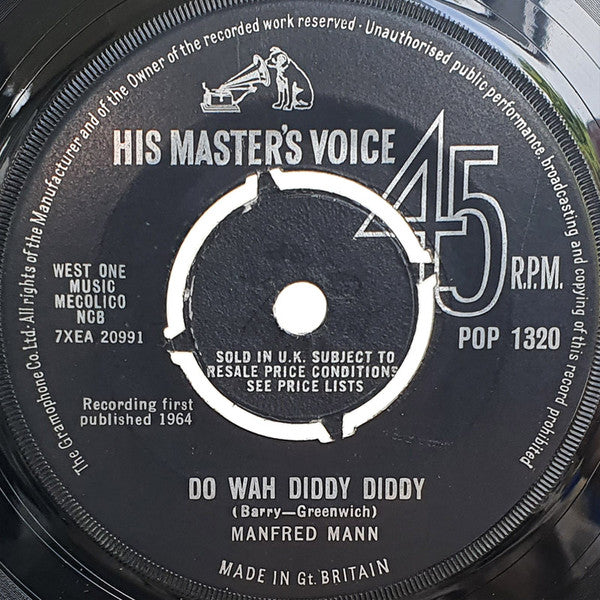 The Gramophone Co. Ltd. All rights of the Manufacturer and of the Owner of the recorded work reserved · Unauthorised public performance, broadcasting and copying of this record prohibited
HIS MASTER'S VOICE
45
R.P.M.
POP 1320
WEST ONE
MUSIC
MECOLICO
NCB
7XEA 20991
SOLD IN U.K. SUBJECT TO
RESALE PRICE CONDITIONS
SEE PRICE LISTS
Recording first
published 1964
DO WAH DIDDY DIDDY
(Barry—Greenwich)
MANFRED MANN
MADE IN Gt. BRITAIN